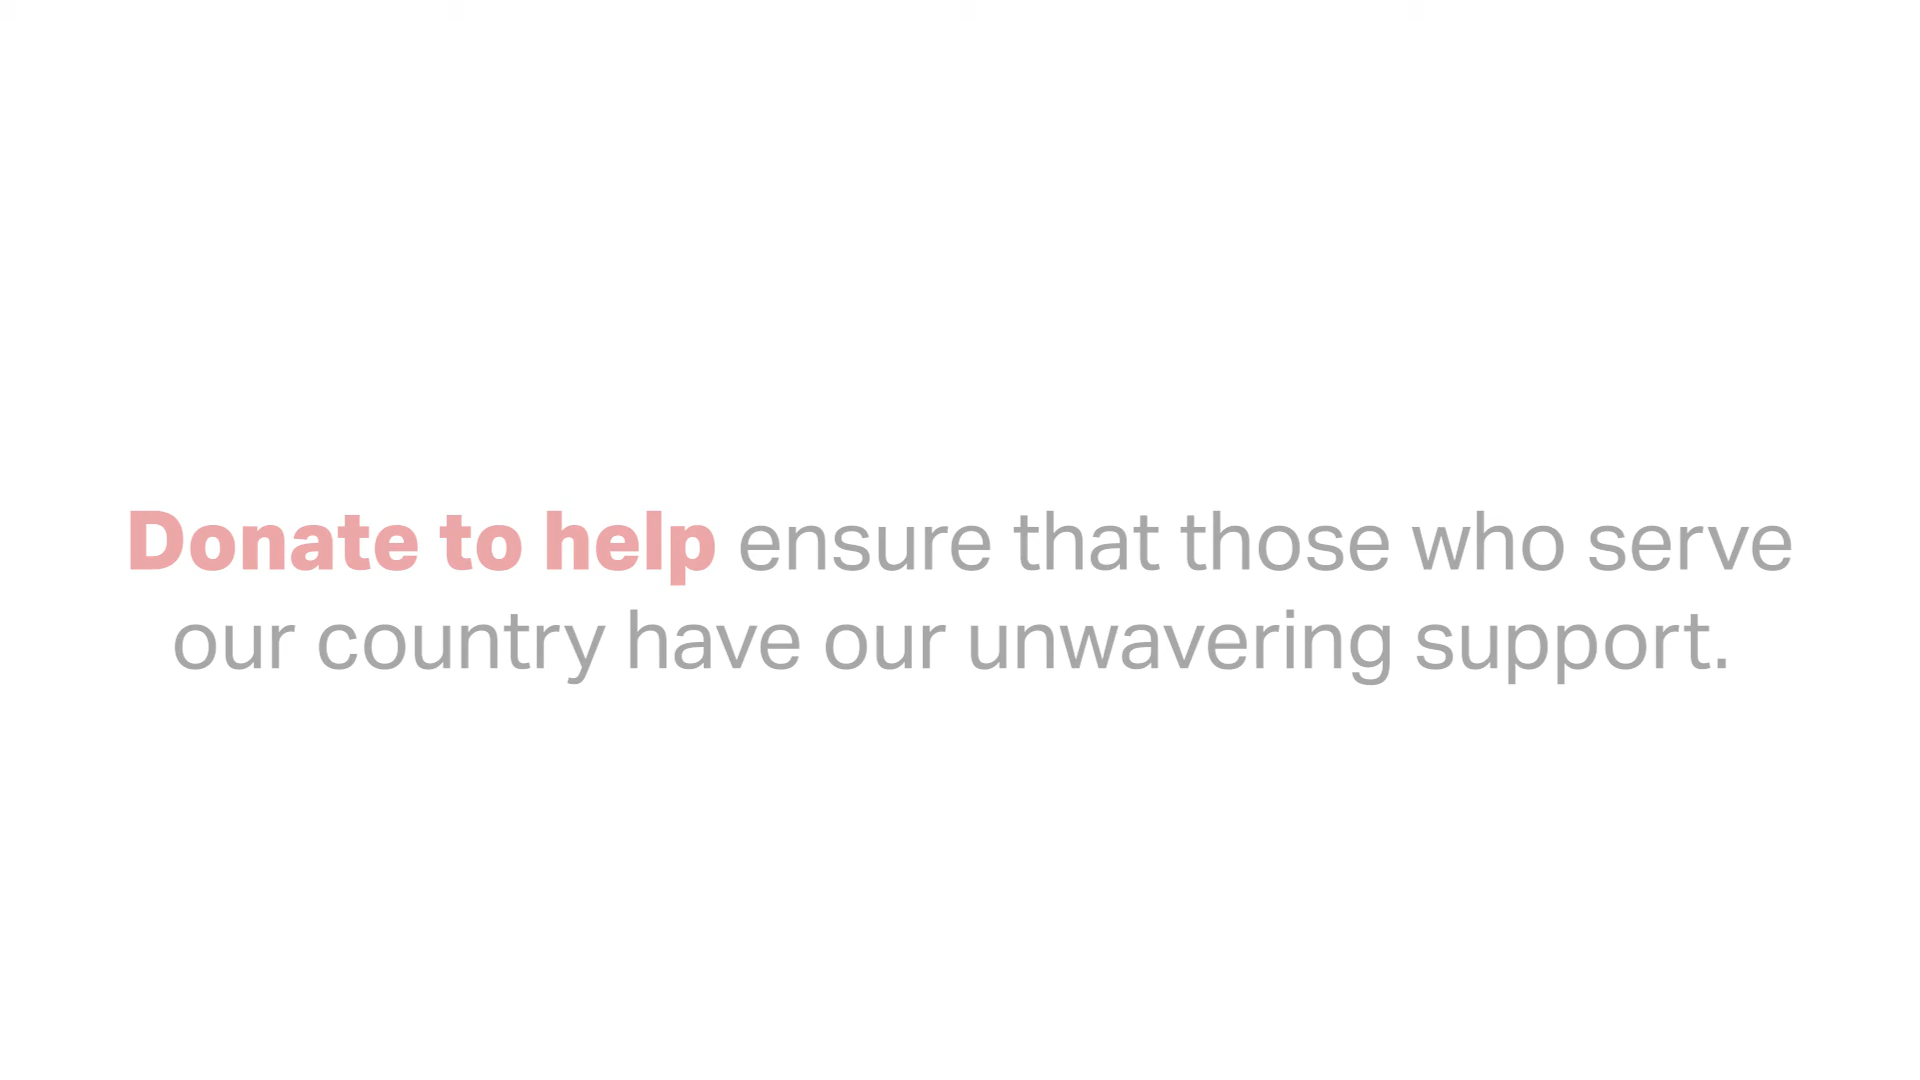 Donate to help ensure that those who serve
our country have our unwavering support.